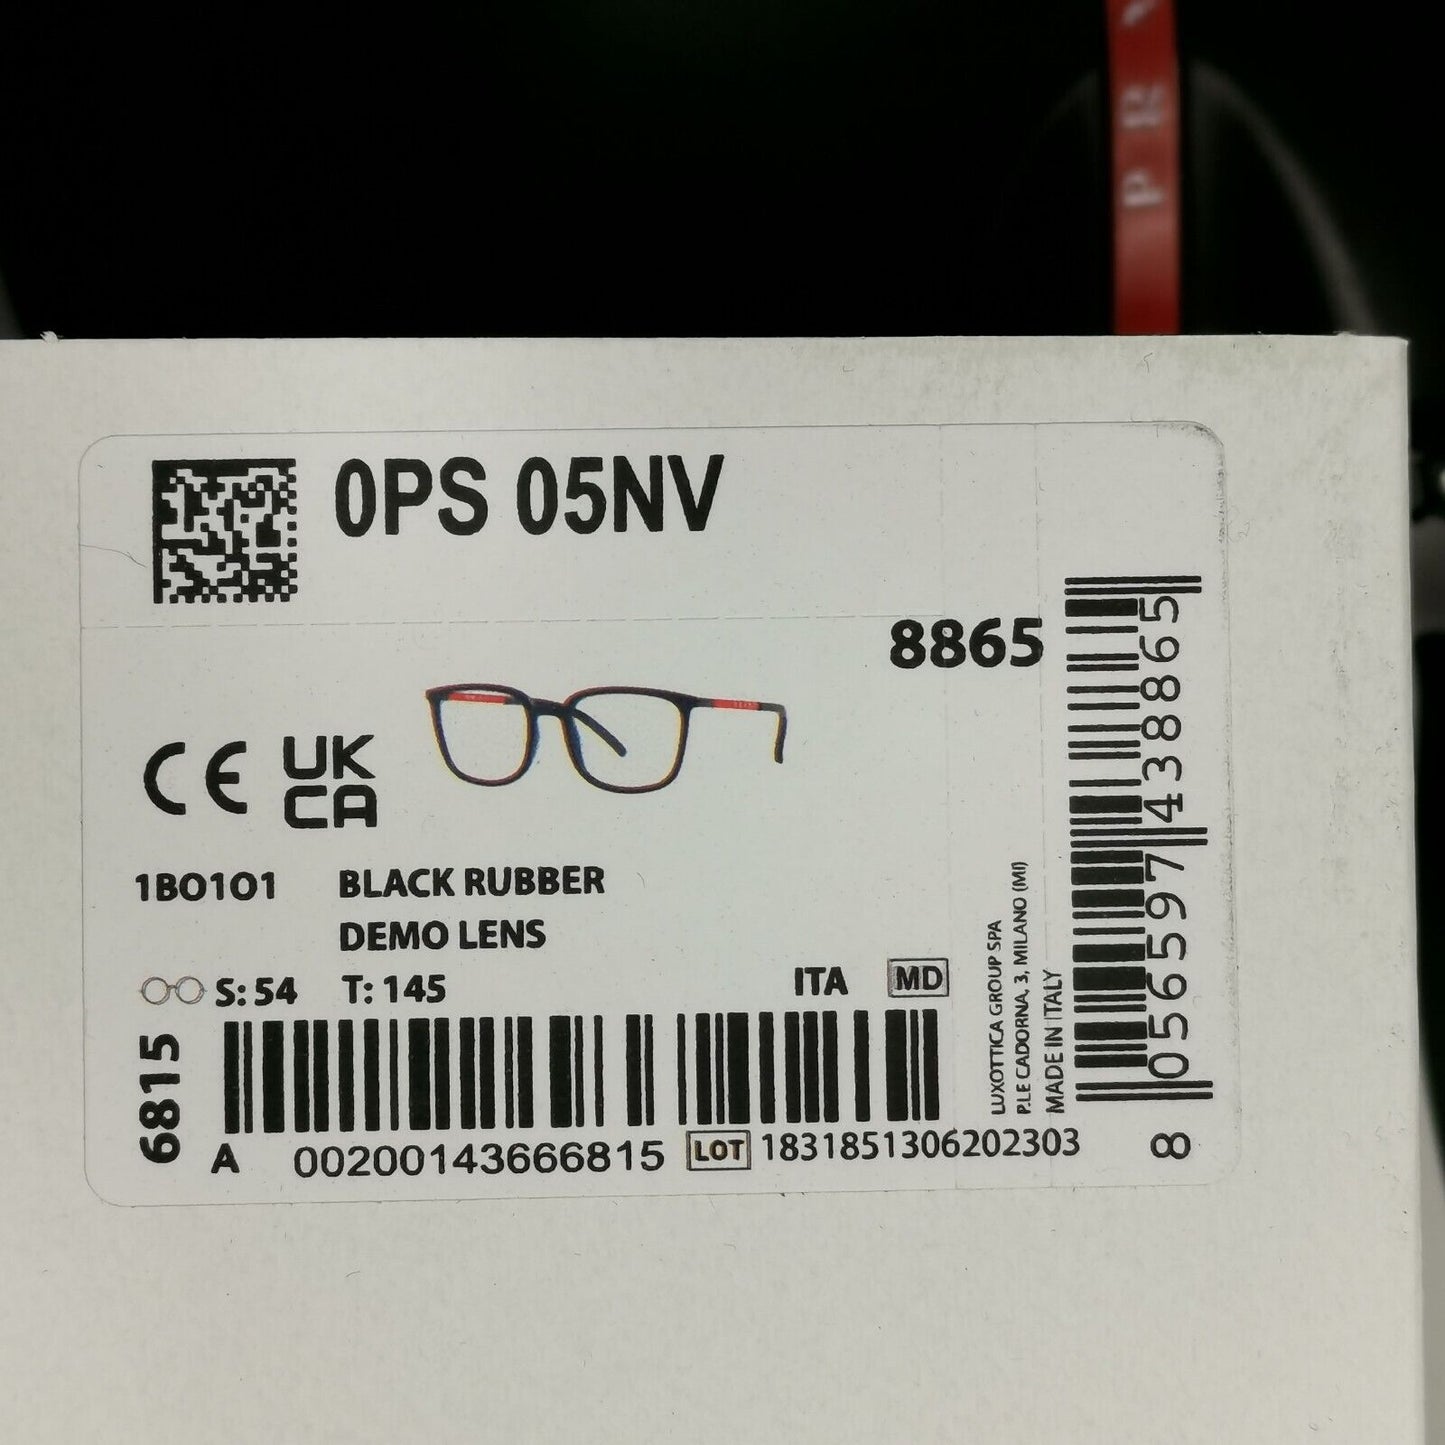 0PS 05NV
8865
CE UK
CA
1BO1O1 BLACK RUBBER
DEMO LENS
S: 54 T: 145 ITA MD
6815
A 00200143666815 LOT 1831851306202303
LUXOTTICA GROUP SPA
P.LE CADORNA, 3, MILANO (MI)
MADE IN ITALY
8 056597 438865